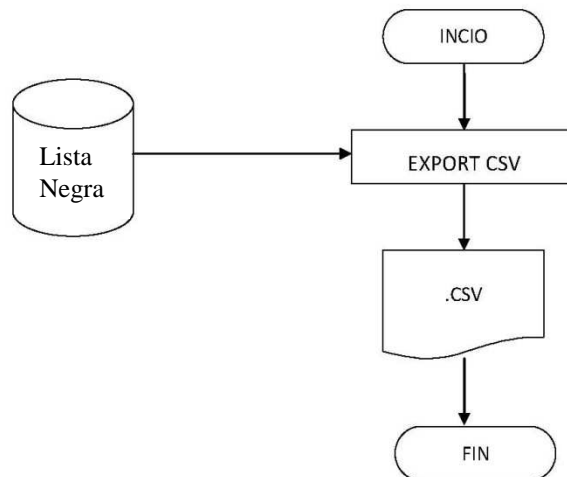 INCIO
Lista
Negra
EXPORT CSV
.CSV
FIN